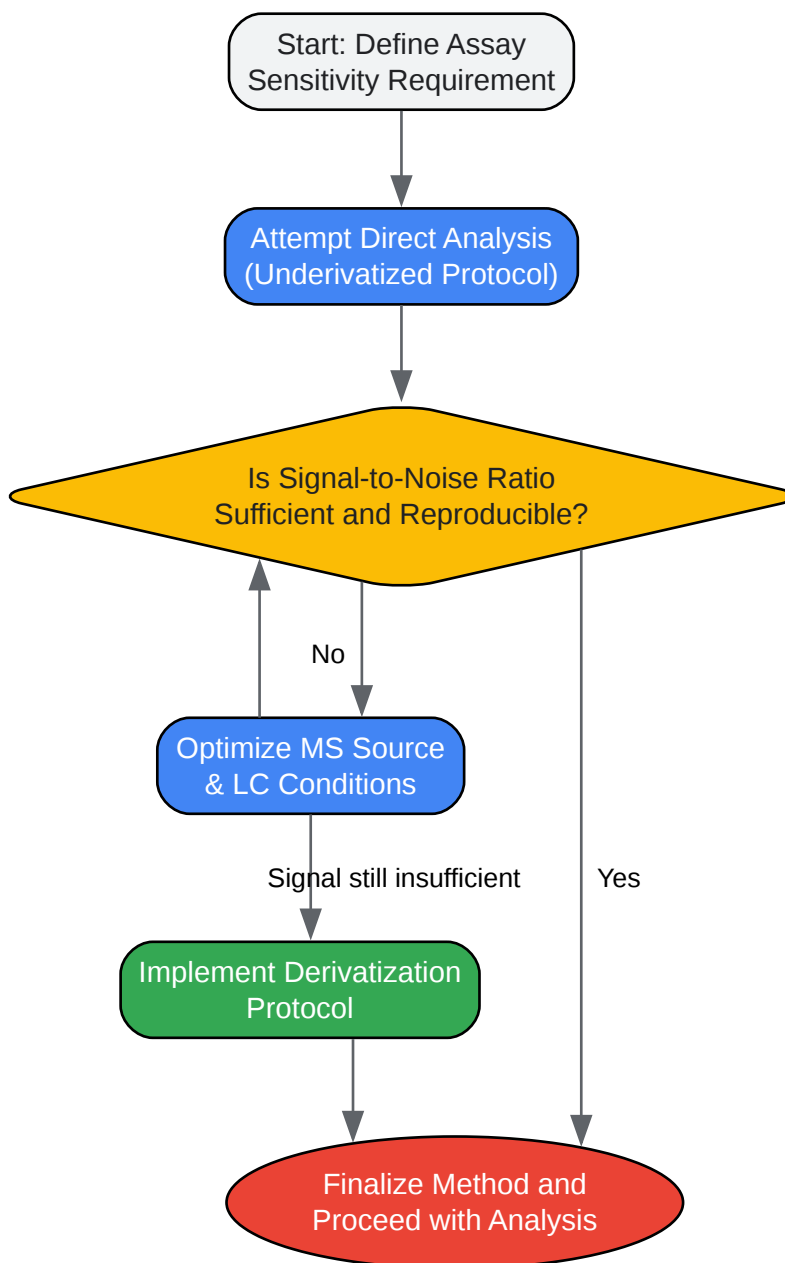 Start: Define Assay
Sensitivity Requirement
Attempt Direct Analysis
(Underivatized Protocol)
Is Signal-to-Noise Ratio
Sufficient and Reproducible?
No
Optimize MS Source
& LC Conditions
Signal still insufficient
Yes
Implement Derivatization
Protocol
Finalize Method and
Proceed with Analysis